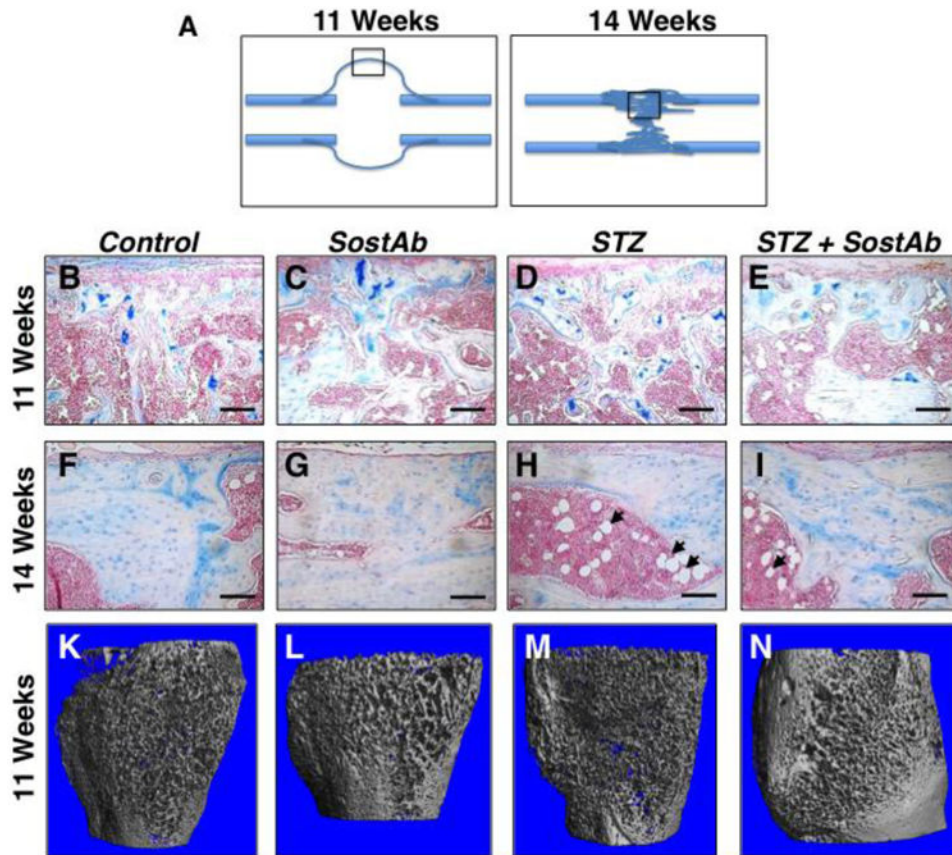 A
11 Weeks
14 Weeks
Control
SostAb
STZ
STZ + SostAb
11 Weeks
B
C
D
E
14 Weeks
F
G
H
I
11 Weeks
K
L
M
N